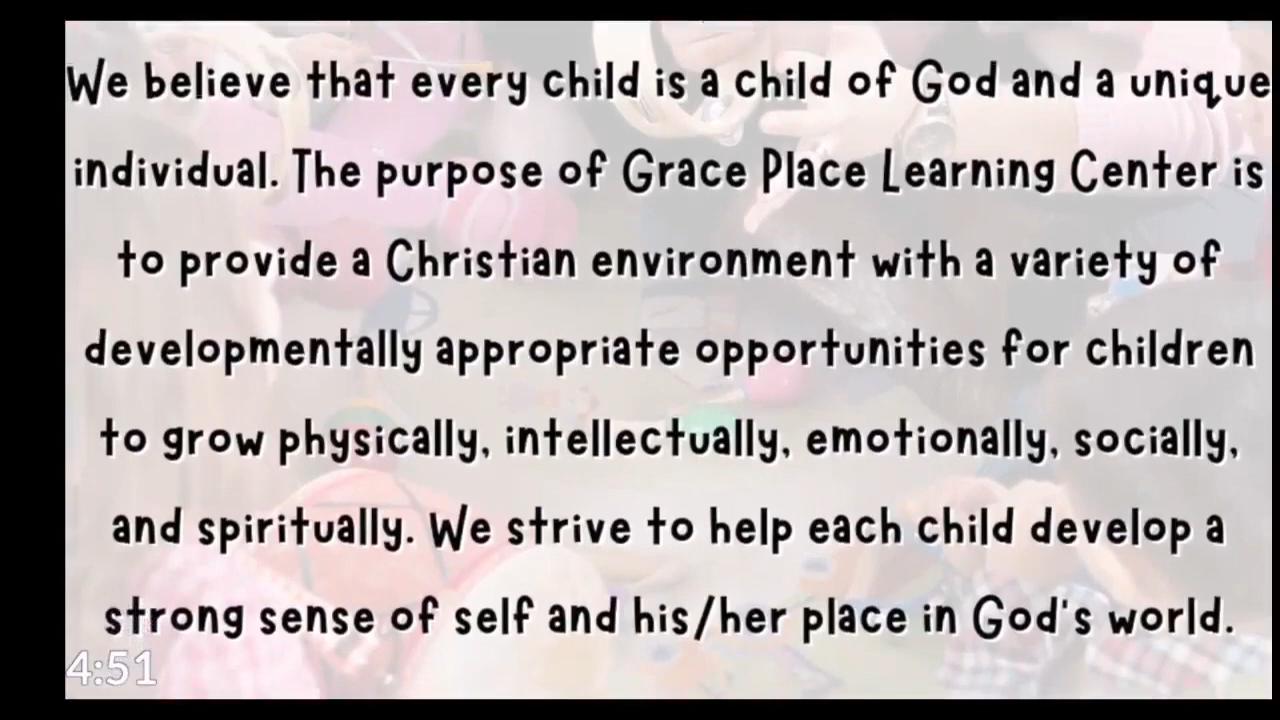 We believe that every child is a child of God and a unique
individual. The purpose of Grace Place Learning Center is
to provide a Christian environment with a variety of
developmentally appropriate opportunities for children
to grow physically, intellectually, emotionally, socially,
and spiritually. We strive to help each child develop a
strong sense of self and his/her place in God's world.
4:51